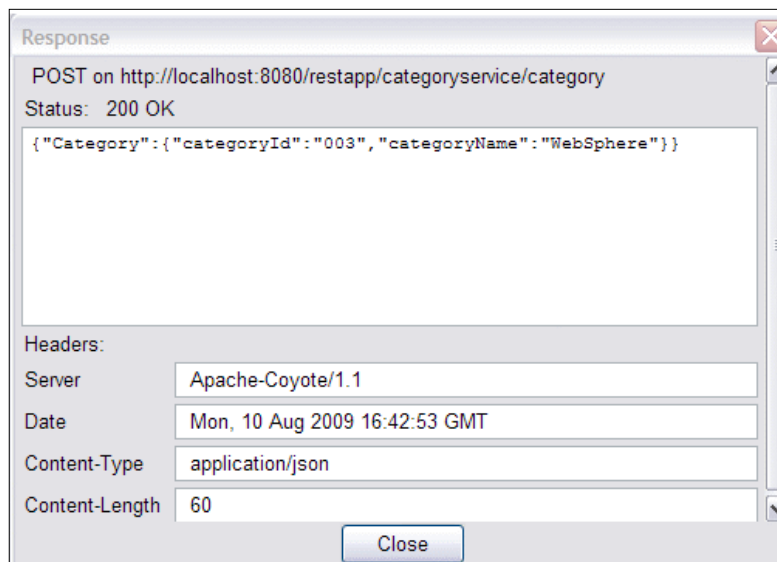 Response
POST on http://localhost:8080/restapp/categoryservice/category
Status: 200 OK
{"Category":{"categoryId":"003","categoryName":"WebSphere"}}
Headers:
Server Apache-Coyote/1.1
Date Mon, 10 Aug 2009 16:42:53 GMT
Content-Type application/json
Content-Length 60
Close